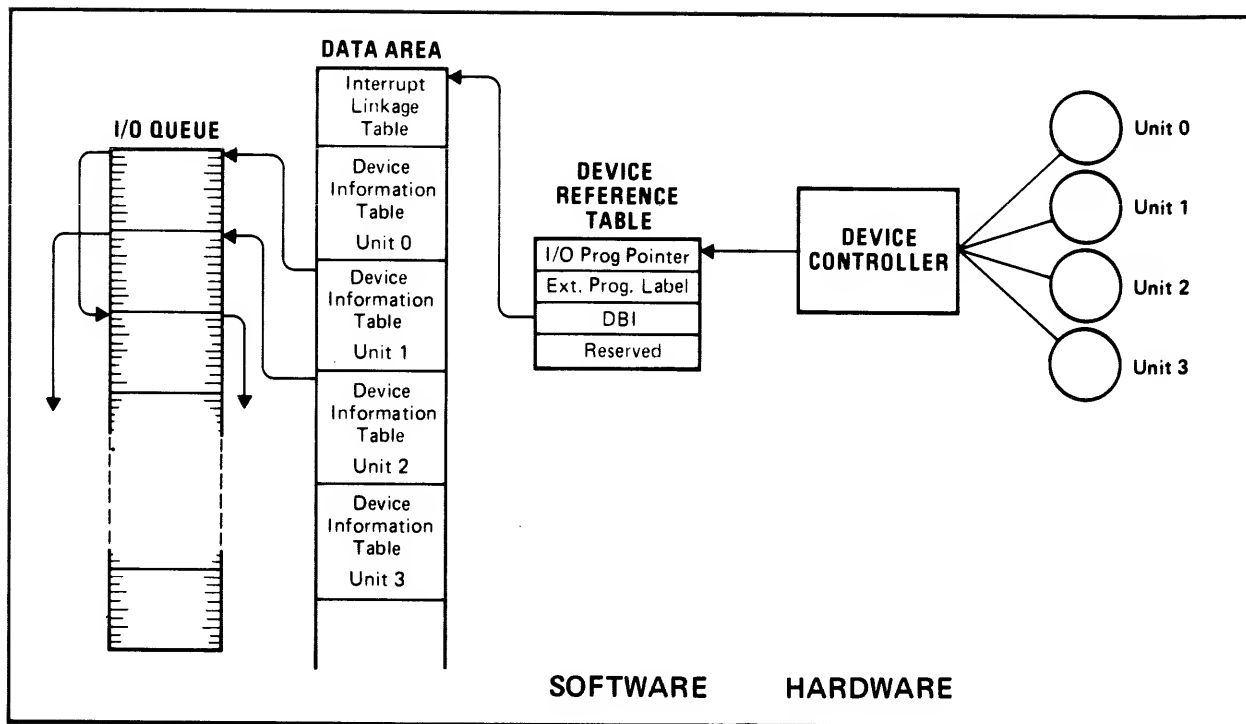 DATA AREA
Interrupt
Linkage
Table
I/O QUEUE
Device
Information
Table
Unit 0
Device
Information
Table
Unit 1
Device
Information
Table
Unit 2
Device
Information
Table
Unit 3
DEVICE
REFERENCE
TABLE
I/O Prog Pointer
Ext. Prog. Label
DBI
Reserved
DEVICE
CONTROLLER
Unit 0
Unit 1
Unit 2
Unit 3
SOFTWARE
HARDWARE